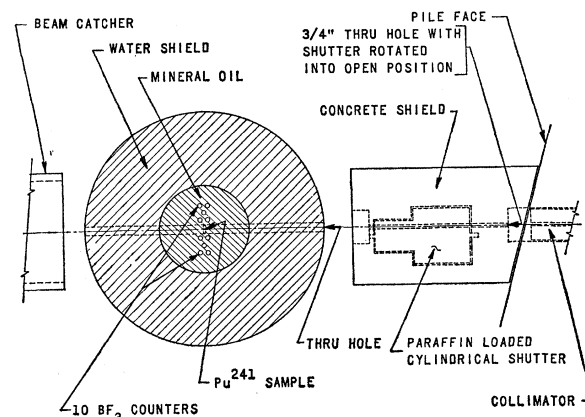 BEAM CATCHER
WATER SHIELD
MINERAL OIL
PILE FACE
3/4" THRU HOLE WITH
SHUTTER ROTATED
INTO OPEN POSITION
CONCRETE SHIELD
THRU HOLE
PARAFFIN LOADED
CYLINDRICAL SHUTTER
Pu241 SAMPLE
10 BF3 COUNTERS
COLLIMATOR